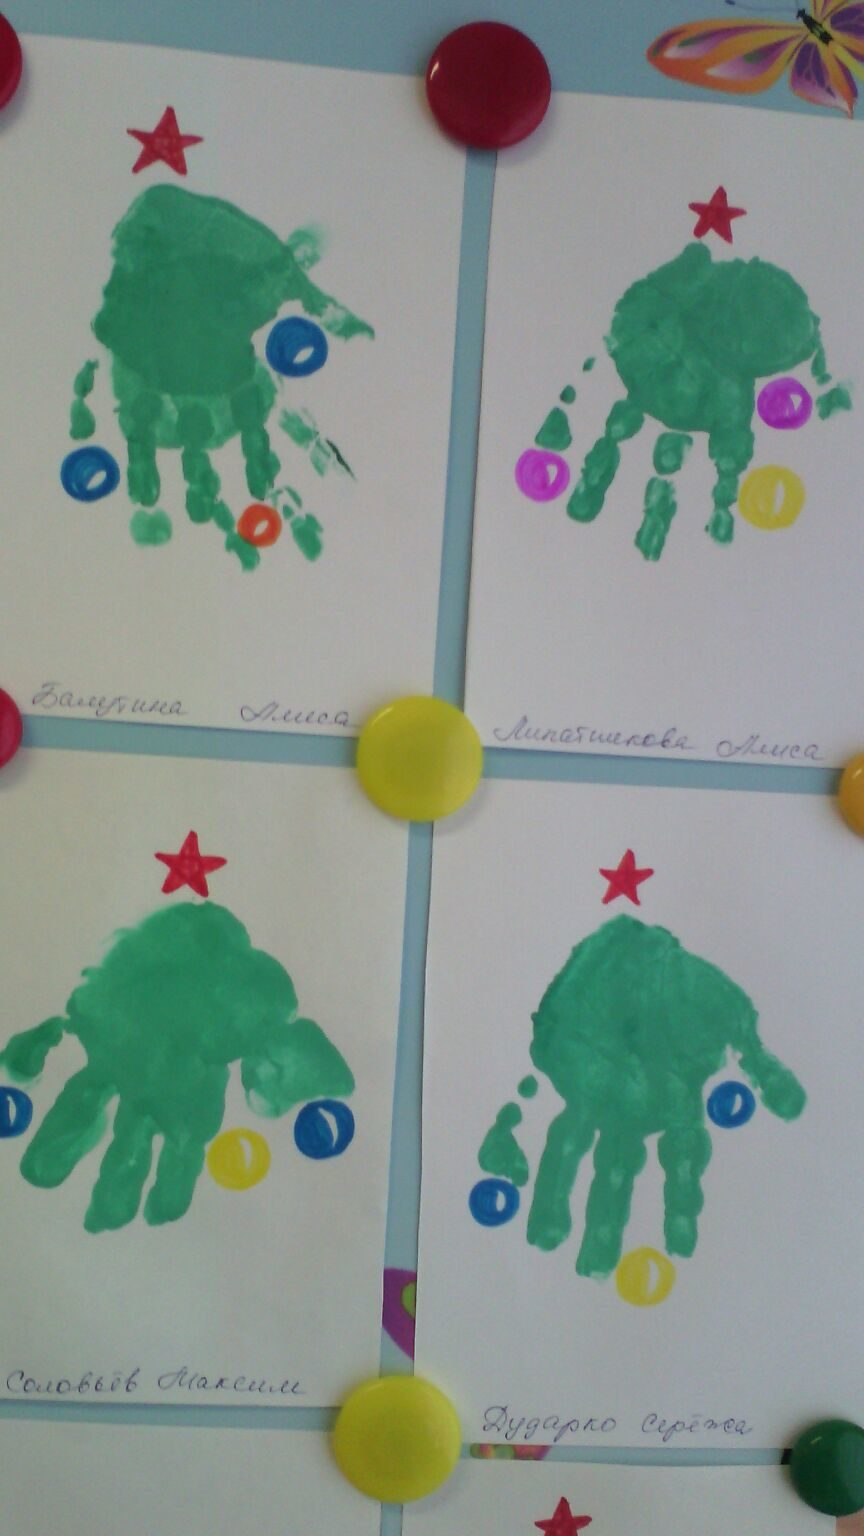 Балутина Алиса
Липатникова Алиса
Соловьёв Максим
Дударко Серёжа